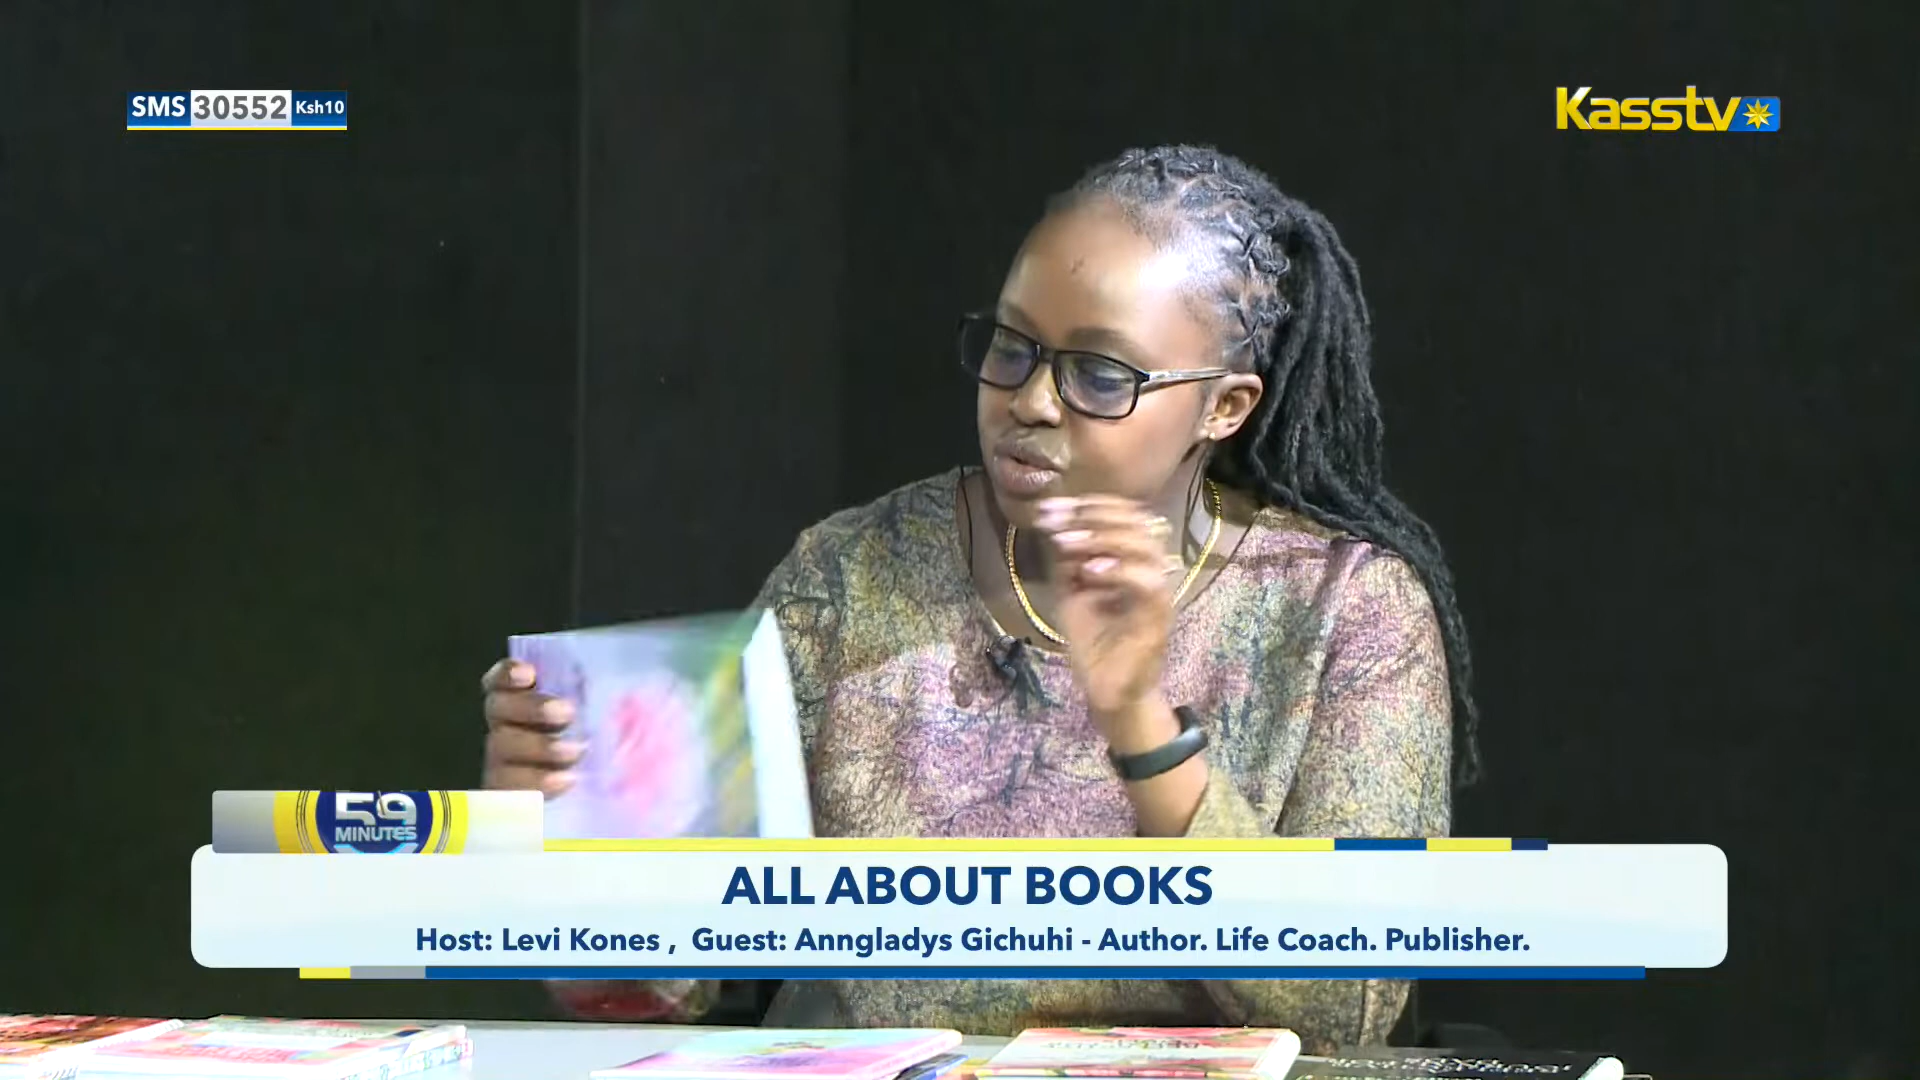 SMS 30552 Ksh10
Kasstv
59
MINUTES
ALL ABOUT BOOKS
Host: Levi Kones , Guest: Anngladys Gichuhi - Author. Life Coach. Publisher.